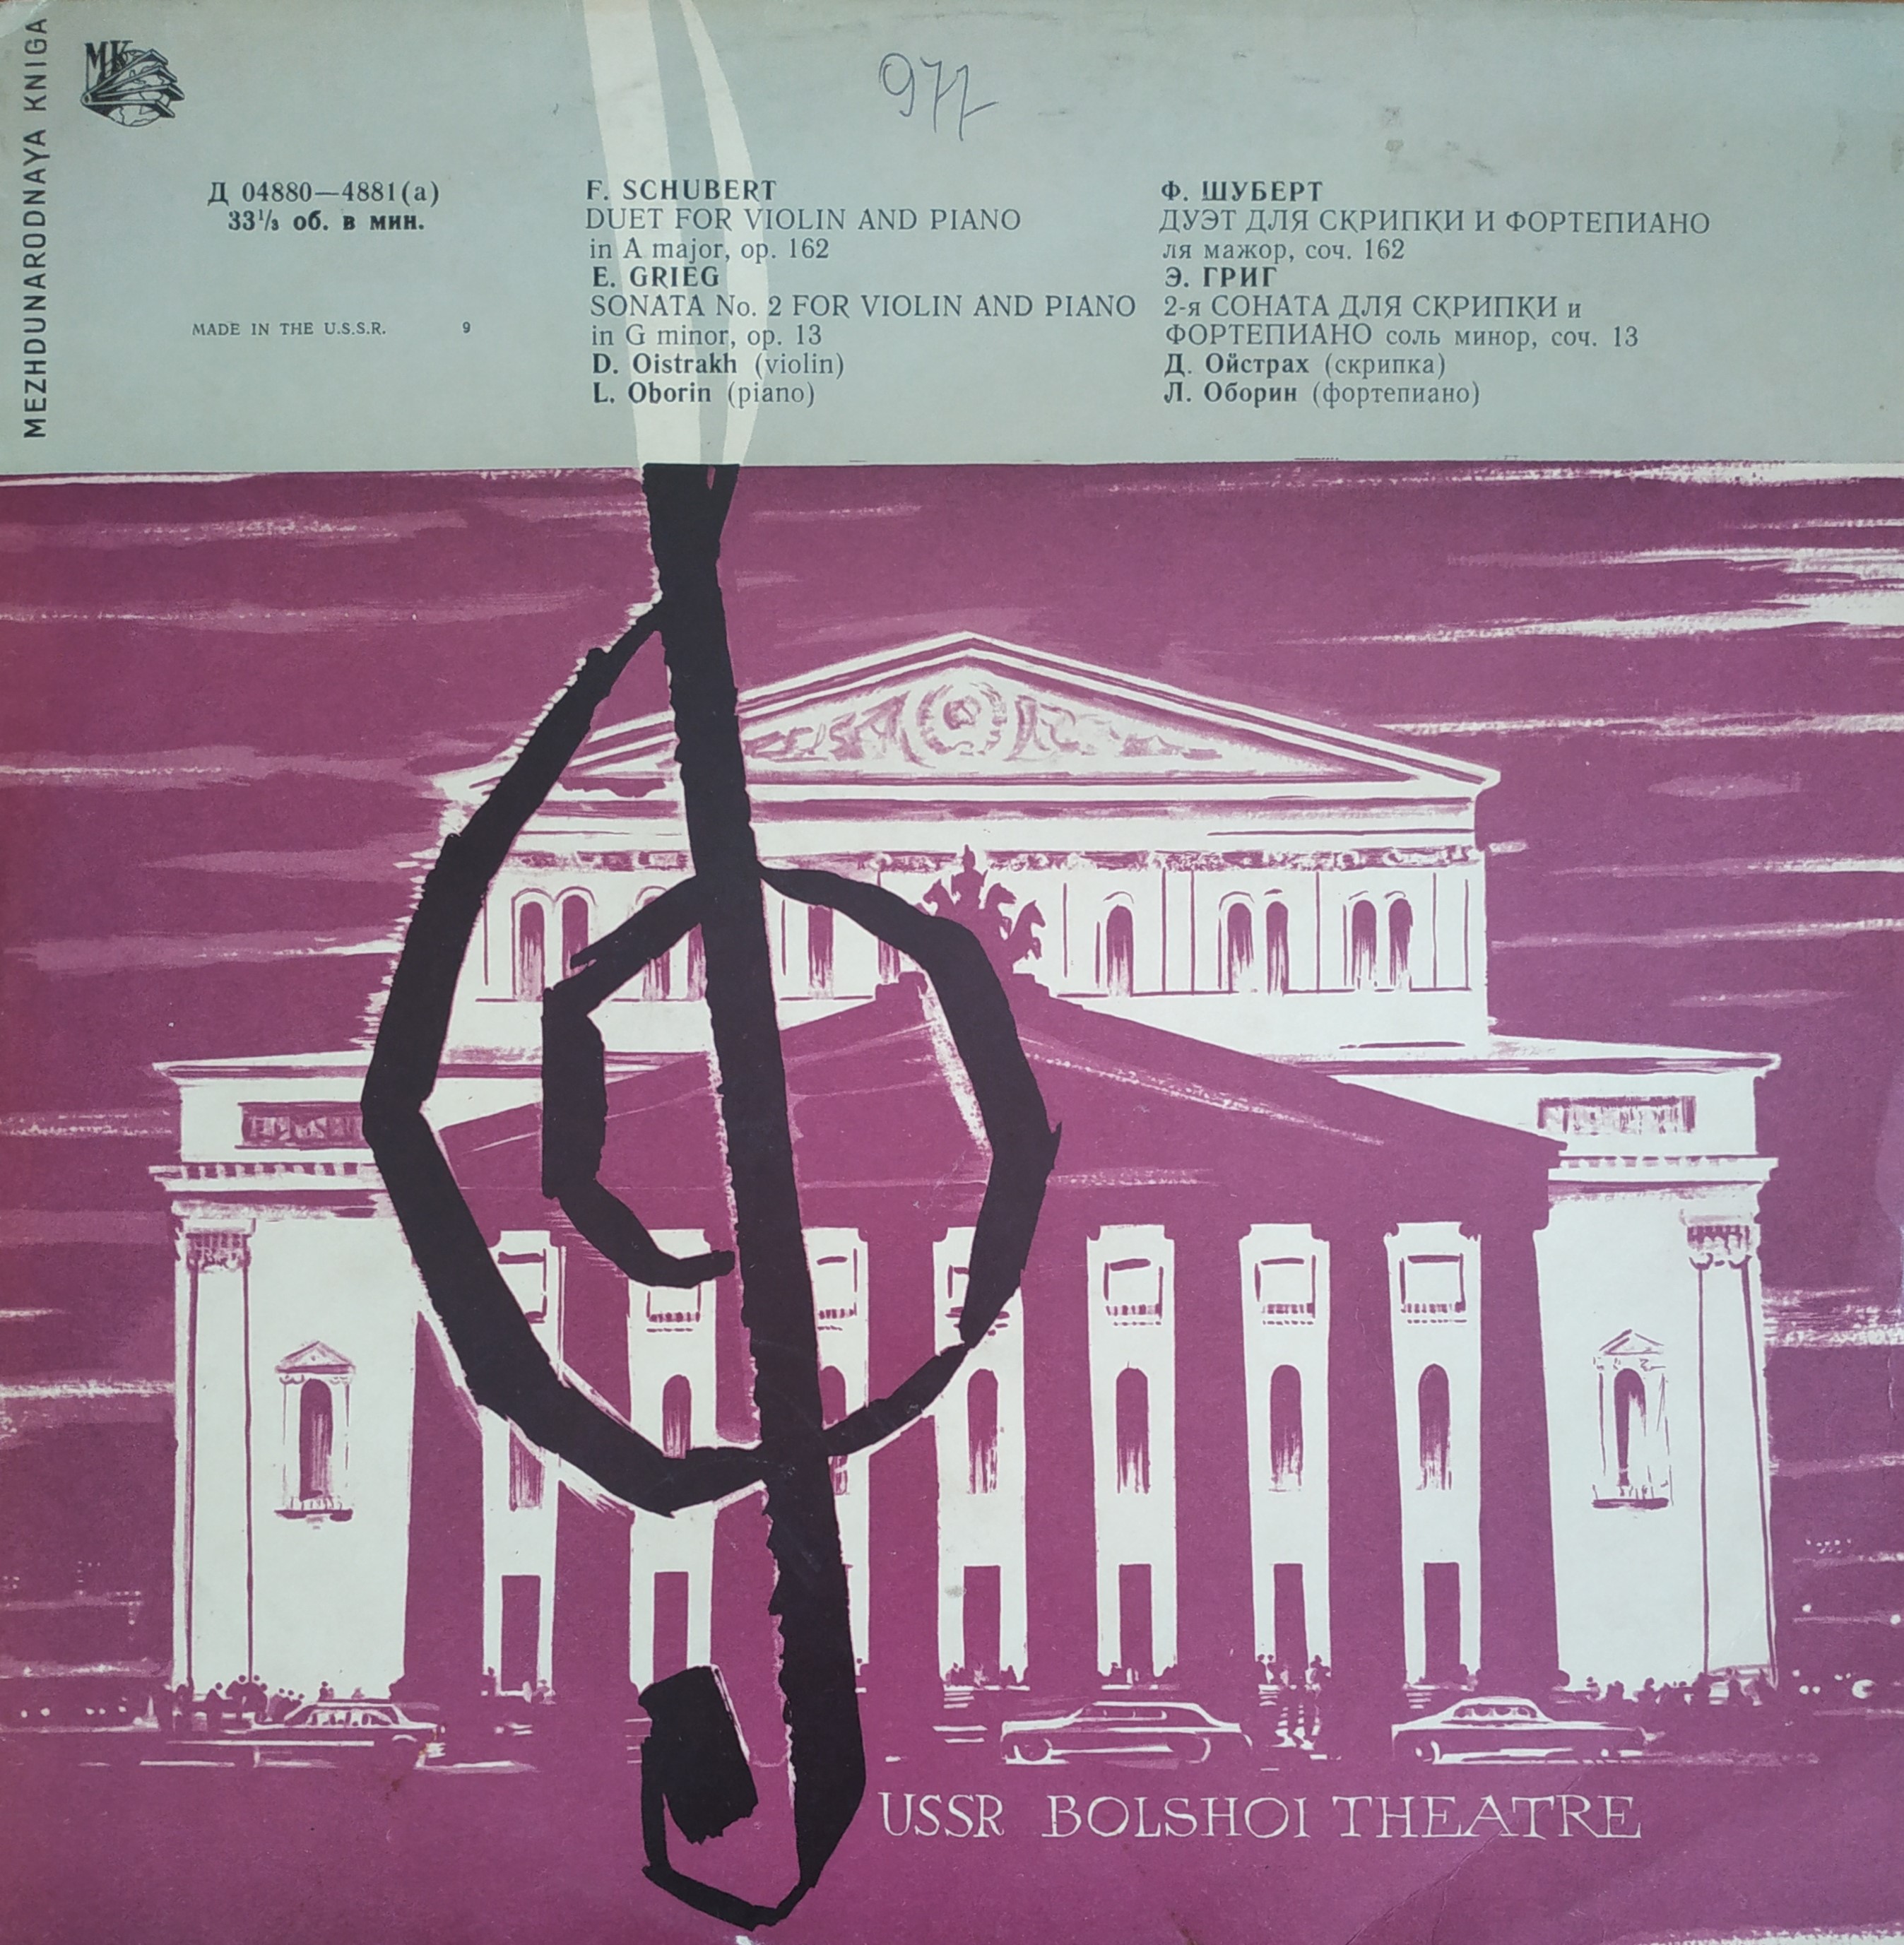 MEZHDUNARODNAYA KNIGA
MK
977
Д 04880—4881(а)
33⅓ об. в мин.
MADE IN THE U.S.S.R. 9
F. SCHUBERT
DUET FOR VIOLIN AND PIANO
in A major, op. 162
E. GRIEG
SONATA No. 2 FOR VIOLIN AND PIANO
in G minor, op. 13
D. Oistrakh (violin)
L. Oborin (piano)
Ф. ШУБЕРТ
ДУЭТ ДЛЯ СКРИПКИ И ФОРТЕПИАНО
ля мажор, соч. 162
Э. ГРИГ
2-я СОНАТА ДЛЯ СКРИПКИ и
ФОРТЕПИАНО соль минор, соч. 13
Д. Ойстрах (скрипка)
Л. Оборин (фортепиано)
USSR BOLSHOI THEATRE